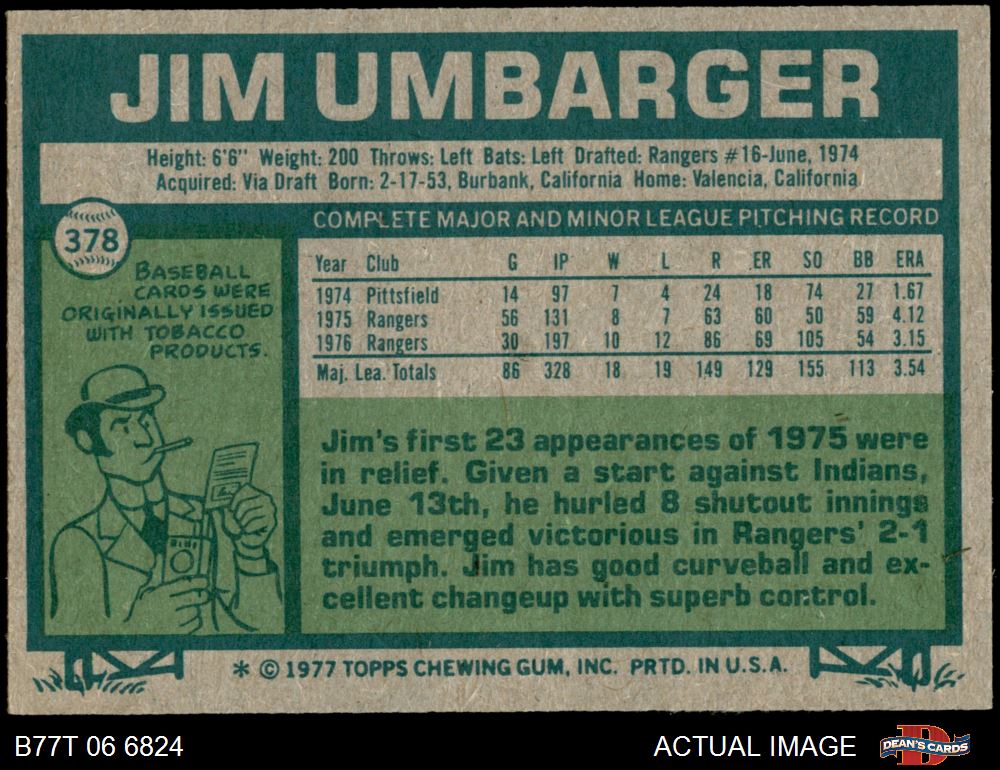 JIM UMBARGER
Height: 6'6" Weight: 200 Throws: Left Bats: Left Drafted: Rangers #16-June, 1974
Acquired: Via Draft Born: 2-17-53, Burbank, California Home: Valencia, California
378
BASEBALL
CARDS WERE
ORIGINALLY ISSUED
WITH TOBACCO
PRODUCTS.
COMPLETE MAJOR AND MINOR LEAGUE PITCHING RECORD
Year Club G IP W L R ER SO BB ERA
1974 Pittsfield 14 97 7 4 24 18 74 27 1.67
1975 Rangers 56 131 8 7 63 60 50 59 4.12
1976 Rangers 30 197 10 12 86 69 105 54 3.15
Maj. Lea. Totals 86 328 18 19 149 129 155 113 3.54
Jim's first 23 appearances of 1975 were
in relief. Given a start against Indians,
June 13th, he hurled 8 shutout innings
and emerged victorious in Rangers' 2-1
triumph. Jim has good curveball and ex-
cellent changeup with superb control.
* © 1977 TOPPS CHEWING GUM, INC. PRTD. IN U.S.A.
B77T 06 6824
ACTUAL IMAGE
D
DEAN'S CARDS